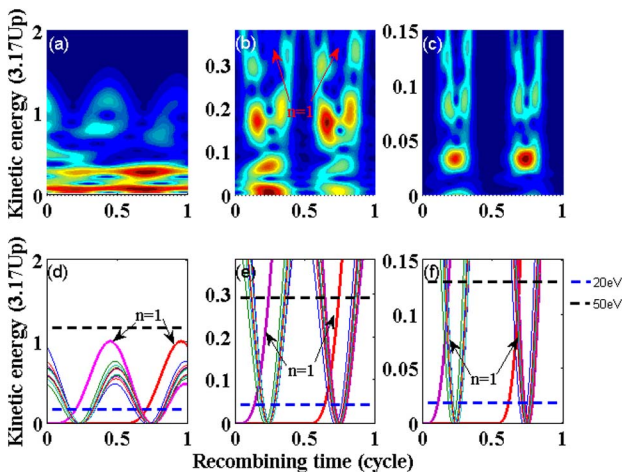 (a) (b) (c)
Kinetic energy (3.17Up)
2 1 0
0.3 0.2 0.1 0
0.15 0.1 0.05 0
n=1
0 0.5 1
0 0.5 1
0 0.5 1
(d) (e) (f)
Kinetic energy (3.17Up)
2 1 0
0.3 0.2 0.1 0
0.15 0.1 0.05 0
n=1
n=1
n=1
20eV
50eV
0 0.5 1
0 0.5 1
0 0.5 1
Recombining time (cycle)